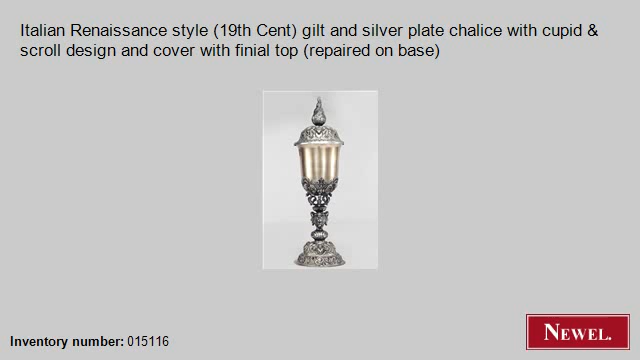 Italian Renaissance style (19th Cent) gilt and silver plate chalice with cupid &
scroll design and cover with finial top (repaired on base)
Inventory number: 015116
NEWEL.